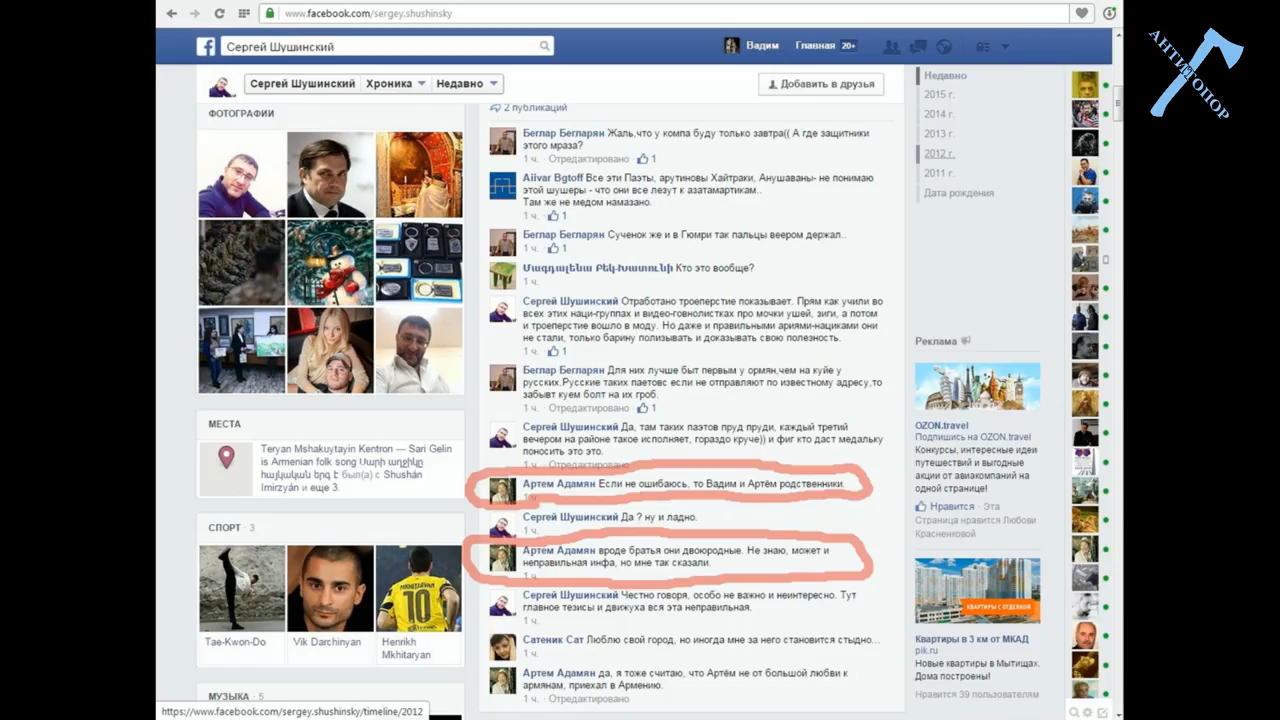 www.facebook.com/sergey.shushinsky
АНТИТОПОР
Сергей Шушинский
Вадим
Главная 20+
Сергей Шушинский
Хроника
Недавно
Добавить в друзья
ФОТОГРАФИИ
2 публикаций
Беглар Бегларян Жаль,что у компа буду только завтра(( А где защитники
этого мраза?
1 ч. · Отредактировано · 1
Aiivar Bgtoff Все эти Паэты, арутиновы Хайтраки, Анушаваны- не понимаю
этой шушеры - что они все лезут к азатамартикам..
Там же не медом намазано.
1 ч. · 1
Беглар Бегларян Сученок же и в Гюмри так пальцы веером держал..
1 ч. · 1
Մագդալենա Բեկ-Խատունի Кто это вообще?
1 ч.
Сергей Шушинский Отработано троеперстие показывает. Прям как учили во
всех этих наци-группах и видео-говнолистках про мочки ушей, зиги, а потом
и троеперстие вошло в моду. Но даже и правильными ариями-нациками они
не стали, только барину полизывать и доказывать свою полезность.
1 ч. · 1
Беглар Бегларян Для них лучше быт первым у ормян,чем на куйе у
русских.Русские таких паетовс если не отправляют по известному адресу,то
забывт куем болт на их гроб.
1 ч. · Отредактировано · 1
Сергей Шушинский Да, там таких паэтов пруд пруди, каждый третий
вечером на районе такое исполняет, гораздо круче)) и фиг кто даст медальку
поносить это это.
1 ч. · Отредактировано
Артем Адамян Если не ошибаюсь, то Вадим и Артём родственники.
1 ч.
Сергей Шушинский Да ? ну и ладно.
1 ч.
Артем Адамян вроде братья они двоюродные. Не знаю, может и
неправильная инфа, но мне так сказали.
1 ч.
Сергей Шушинский Честно говоря, особо не важно и неинтересно. Тут
главное тезисы и движуха вся эта неправильная.
1 ч.
Сатеник Сат Люблю свой город, но иногда мне за него становится стыдно...
1 ч.
Артем Адамян да, я тоже считаю, что Артём не от большой любви к
армянам, приехал в Армению.
1 ч. · Отредактировано
МЕСТА
Teryan Mshakuytayin Kentron — Sari Gelin
is Armenian folk song Սարի աղջիկը
հայկական երգ է был(а) с Shushán
Imirzyán и еще 3.
СПОРТ · 3
Tae-Kwon-Do
Vik Darchinyan
Henrikh
Mkhitaryan
МУЗЫКА · 5
Недавно
2015 г.
2014 г.
2013 г.
2012 г.
2011 г.
Дата рождения
Реклама
OZON.travel
Подпишись на OZON.travel
Конкурсы, интересные идеи
путешествий и выгодные
акции от авиакомпаний на
одной странице!
Нравится · Эта
Страница нравится Любови
Красненковой
КВАРТИРЫ С ОТДЕЛКОЙ
Квартиры в 3 км от МКАД
pik.ru
Новые квартиры в Мытищах.
Дома построены!
Нравится 39 пользователям
https://www.facebook.com/sergey.shushinsky/timeline/2012